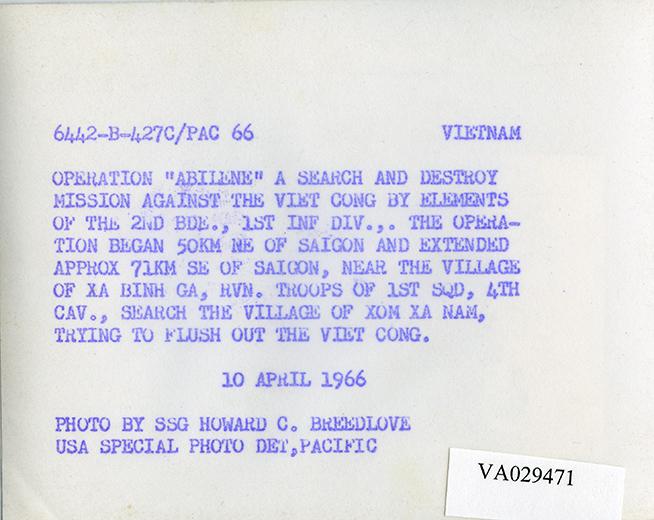 6442-B-427C/PAC 66 VIETNAM
OPERATION "ABILENE" A SEARCH AND DESTROY
MISSION AGAINST THE VIET CONG BY ELEMENTS
OF THE 2ND BDE., 1ST INF DIV.,. THE OPERA-
TION BEGAN 50KM NE OF SAIGON AND EXTENDED
APPROX 71KM SE OF SAIGON, NEAR THE VILLAGE
OF XA BINH GA, RVN. TROOPS OF 1ST SQD, 4TH
CAV., SEARCH THE VILLAGE OF XOM XA NAM,
TRYING TO FLUSH OUT THE VIET CONG.
10 APRIL 1966
PHOTO BY SSG HOWARD C. BREEDLOVE
USA SPECIAL PHOTO DET,PACIFIC
VA029471